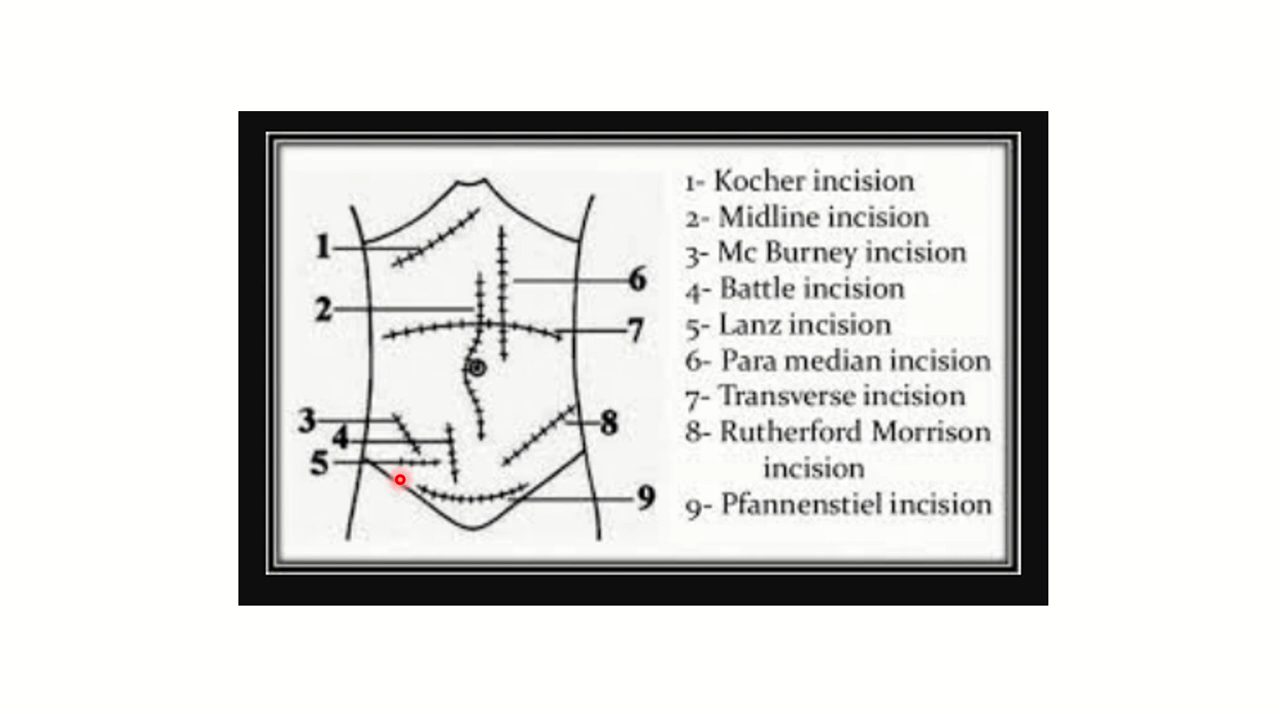 1
2
3
4
5
6
7
8
9
1- Kocher incision
2- Midline incision
3- Mc Burney incision
4- Battle incision
5- Lanz incision
6- Para median incision
7- Transverse incision
8- Rutherford Morrison
incision
9- Pfannenstiel incision